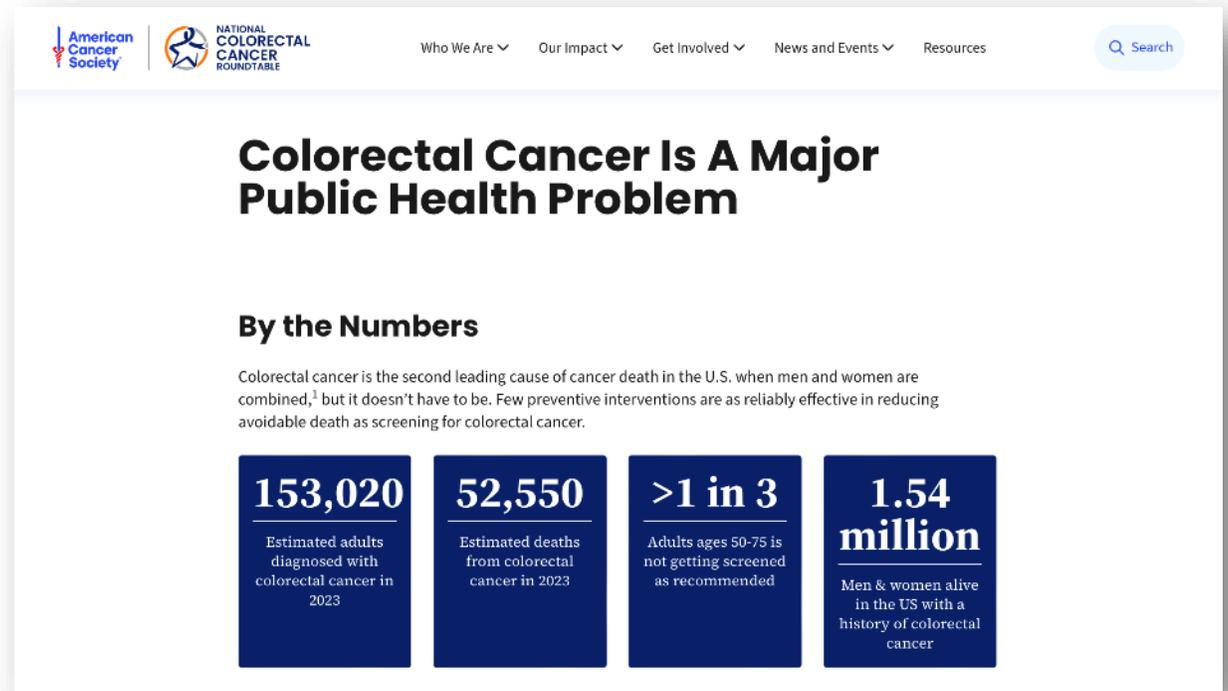 American
Cancer
Society
NATIONAL
COLORECTAL
CANCER
ROUNDTABLE
Who We Are
Our Impact
Get Involved
News and Events
Resources
Search
Colorectal Cancer Is A Major
Public Health Problem
By the Numbers
Colorectal cancer is the second leading cause of cancer death in the U.S. when men and women are
combined,1 but it doesn’t have to be. Few preventive interventions are as reliably effective in reducing
avoidable death as screening for colorectal cancer.
153,020
Estimated adults
diagnosed with
colorectal cancer in
2023
52,550
Estimated deaths
from colorectal
cancer in 2023
>1 in 3
Adults ages 50-75 is
not getting screened
as recommended
1.54
million
Men & women alive
in the US with a
history of colorectal
cancer